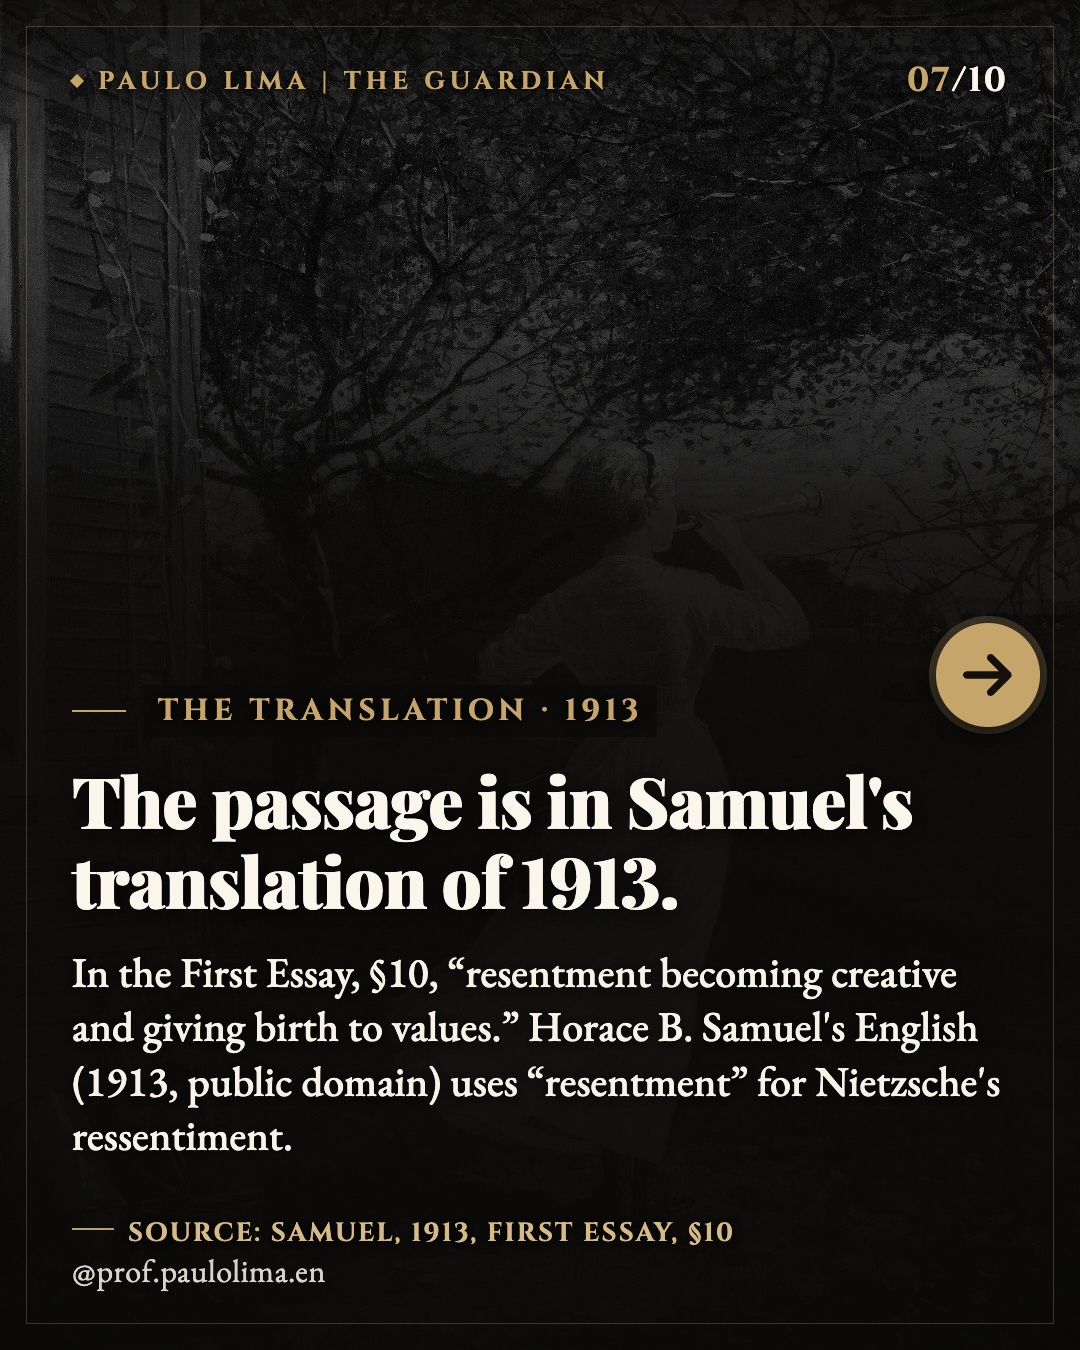 ◆ PAULO LIMA | THE GUARDIAN
07/10
THE TRANSLATION · 1913
The passage is in Samuel's
translation of 1913.
In the First Essay, §10, “resentment becoming creative
and giving birth to values.” Horace B. Samuel's English
(1913, public domain) uses “resentment” for Nietzsche's
ressentiment.
SOURCE: SAMUEL, 1913, FIRST ESSAY, §10
@prof.paulolima.en